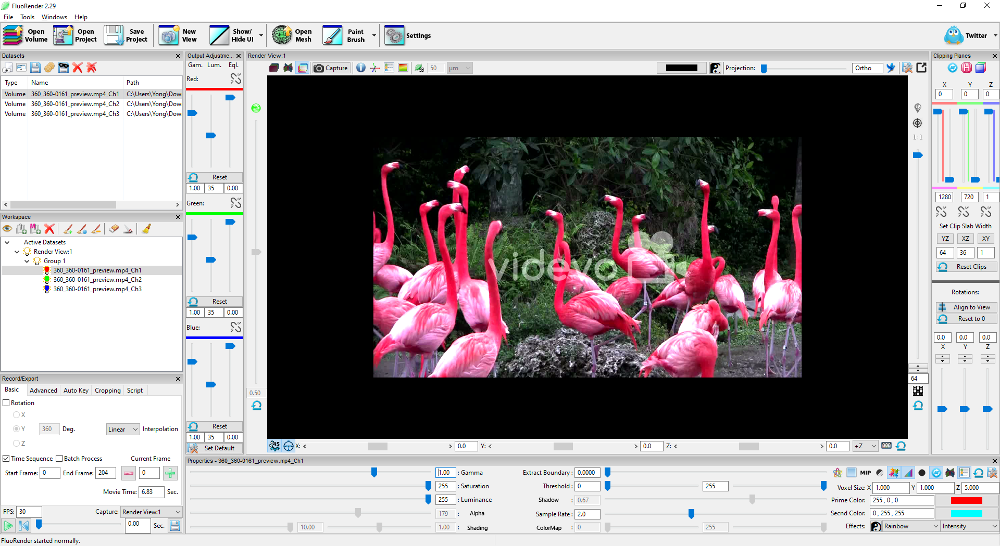 FluoRender 2.29
File Tools Windows Help
Open Volume
Open Project
Save Project
New View
Show/ Hide UI
Open Mesh
Paint Brush
Settings
Twitter
Datasets
Type Name Path
Volume 360_360-0161_preview.mp4_Ch1 C:\Users\Yong\Dow
Volume 360_360-0161_preview.mp4_Ch2 C:\Users\Yong\Dow
Volume 360_360-0161_preview.mp4_Ch3 C:\Users\Yong\Dow
Workspace
Active Datasets
Render View:1
Group 1
360_360-0161_preview.mp4_Ch1
360_360-0161_preview.mp4_Ch2
360_360-0161_preview.mp4_Ch3
Record/Export
Basic Advanced Auto Key Cropping Script
Rotation
X
Y 360 Deg. Linear Interpolation
Z
Time Sequence Batch Process Current Frame
Start Frame: 0 End Frame: 204 0
Movie Time: 6.83 Sec.
FPS: 30 Capture: Render View:1
0.00 Sec.
FluoRender started normally.
Output Adjustme...
Gam. Lum. Eql.
Red:
Reset
1.00 35 0.00
Green:
Reset
1.00 35 0.00
Blue:
Reset
1.00 35 0.00
Set Default
Render View:1
Capture SB 50 µm Projection: Ortho
0.50
videvo
1:1
64
45 X: < > 0.0 Y: < > 0.0 Z: < > 0.0 +Z 000
Clipping Planes
X Y Z
0 0 0
1280 720 1
Set Clip Slab Width
YZ XZ XY
64 36 1
Reset Clips
Rotations:
Align to View
Reset to 0
0.0 0.0 0.0
X Y Z
Properties - 360_360-0161_preview.mp4_Ch1
1.00 : Gamma Extract Boundary : 0.0000 MIP
255 : Saturation Threshold : 0 255 Voxel Size: X 1.000 Y 1.000 Z 5.000
255 : Luminance Shadow : 0.67 Prime Color: 255 , 0 , 0
179 : Alpha Sample Rate : 2.0 Secnd Color: 0 , 255 , 255
10.00 1.00 : Shading ColorMap : 0 255 Effects: Rainbow Intensity